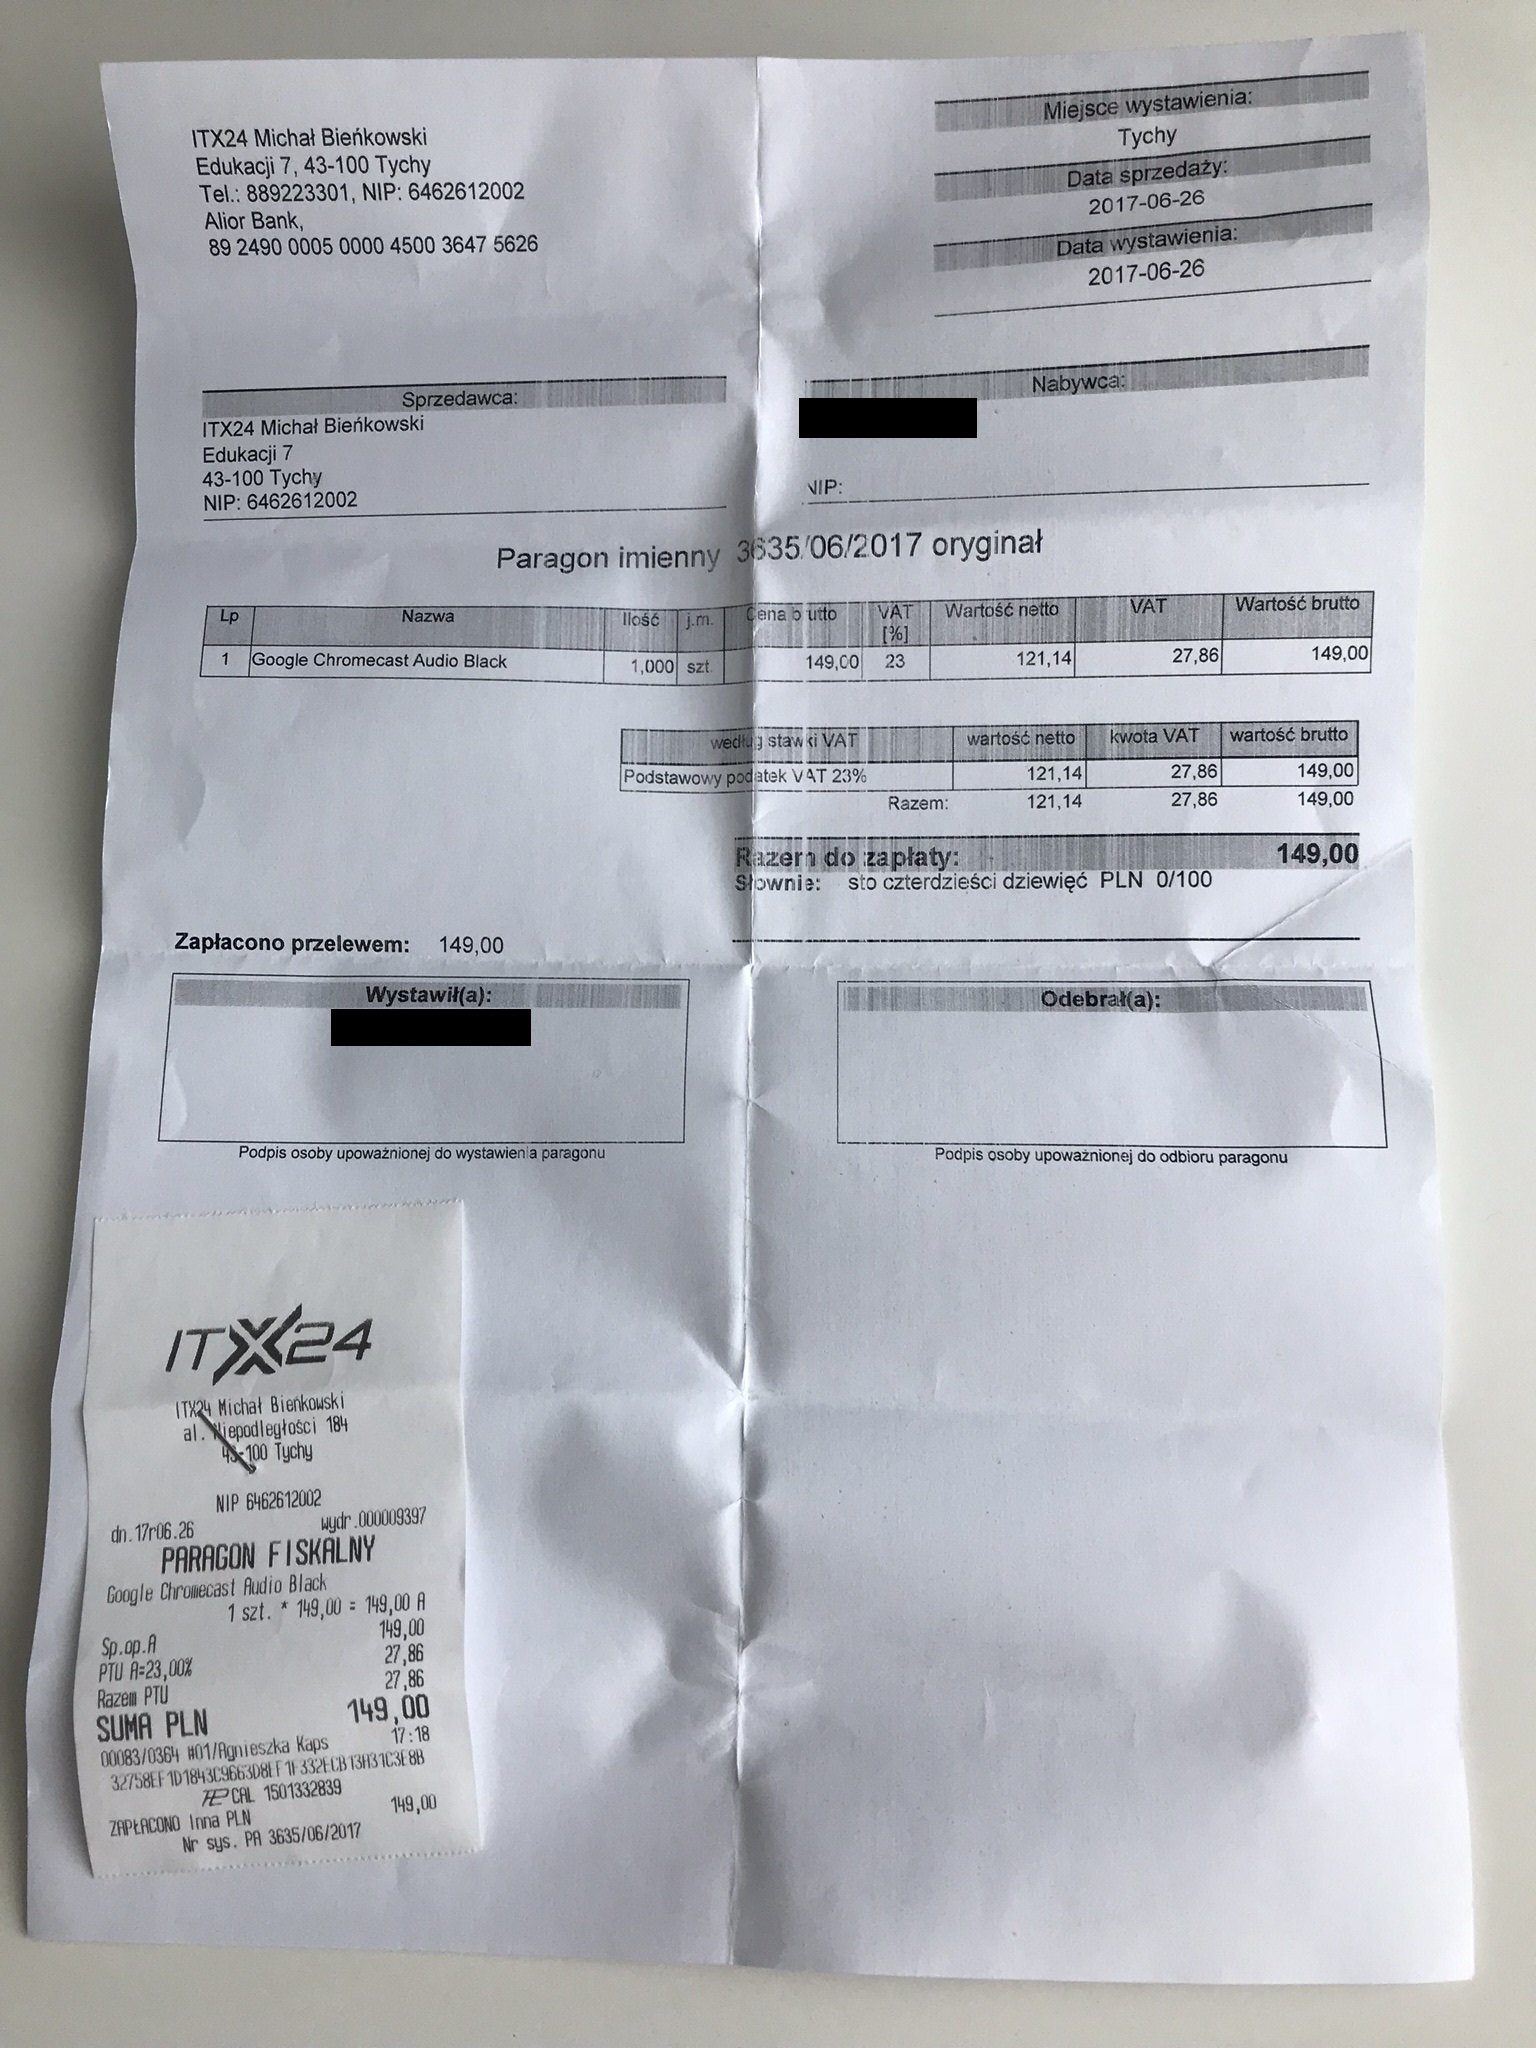 ITX24 Michał Bieńkowski
Edukacji 7, 43-100 Tychy
Tel.: 889223301, NIP: 6462612002
Alior Bank,
89 2490 0005 0000 4500 3647 5626
Miejsce wystawienia:
Tychy
Data sprzedaży:
2017-06-26
Data wystawienia:
2017-06-26
Sprzedawca:
ITX24 Michał Bieńkowski
Edukacji 7
43-100 Tychy
NIP: 6462612002
Nabywca:
NIP:
Paragon imienny 3635/06/2017 oryginał
Lp Nazwa Ilość j.m. Cena brutto VAT [%] Wartość netto VAT Wartość brutto
1 Google Chromecast Audio Black 1,000 szt. 149,00 23 121,14 27,86 149,00
według stawki VAT wartość netto kwota VAT wartość brutto
Podstawowy podatek VAT 23% 121,14 27,86 149,00
Razem: 121,14 27,86 149,00
Razem do zapłaty: 149,00
Słownie: sto czterdzieści dziewięć PLN 0/100
Zapłacono przelewem: 149,00
Wystawił(a):
Podpis osoby upoważnionej do wystawienia paragonu
Odebrał(a):
Podpis osoby upoważnionej do odbioru paragonu
ITX24
ITX24 Michał Bieńkowski
al. Niepodległości 184
43-100 Tychy
NIP 6462612002
dn.17r06.26 wydr.000009397
PARAGON FISKALNY
Google Chromecast Audio Black
1 szt. * 149,00 = 149,00 A
Sp.op.A 149,00
PTU A=23,00% 27,86
Razem PTU 27,86
SUMA PLN 149,00
00083/0364 #01/Agnieszka Kaps 17:18
CAL 1501332839
ZAPŁACONO Inna PLN 149,00
Nr sys. PA 3635/06/2017